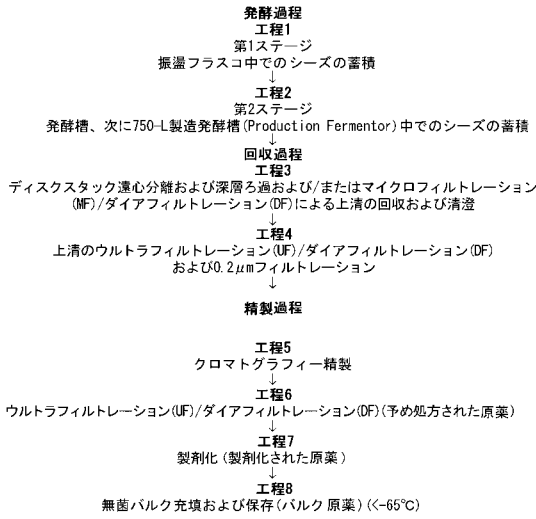 発酵過程
工程1
第1ステージ
振盪フラスコ中でのシーズの蓄積
↓
工程2
第2ステージ
発酵槽、次に750-L製造発酵槽(Production Fermentor)中でのシーズの蓄積
↓
回収過程
工程3
ディスクスタック遠心分離および深層ろ過および/またはマイクロフィルトレーション
(MF)/ダイアフィルトレーション(DF)による上清の回収および清澄
↓
工程4
上清のウルトラフィルトレーション(UF)/ダイアフィルトレーション(DF)
および0.2μmフィルトレーション
↓
精製過程
工程5
クロマトグラフィー精製
↓
工程6
ウルトラフィルトレーション(UF)/ダイアフィルトレーション(DF)(予め処方された原薬)
↓
工程7
製剤化(製剤化された原薬)
↓
工程8
無菌バルク充填および保存(バルク原薬)(<-65℃)